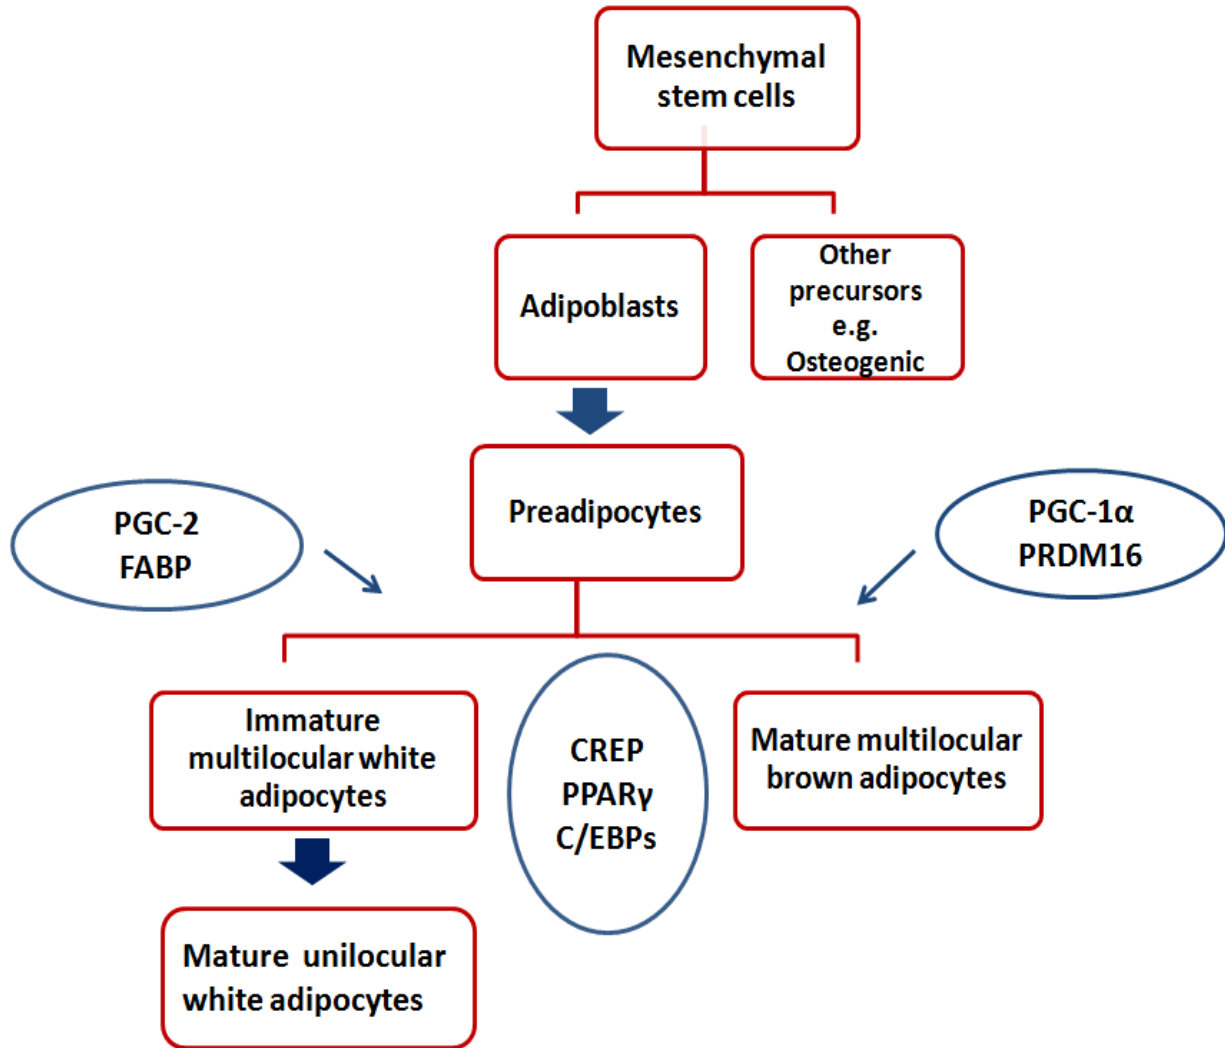 Mesenchymal
stem cells
Adipoblasts
Other
precursors
e.g.
Osteogenic
Preadipocytes
PGC-2
FABP
PGC-1α
PRDM16
Immature
multilocular white
adipocytes
CREP
PPARγ
C/EBPs
Mature multilocular
brown adipocytes
Mature unilocular
white adipocytes